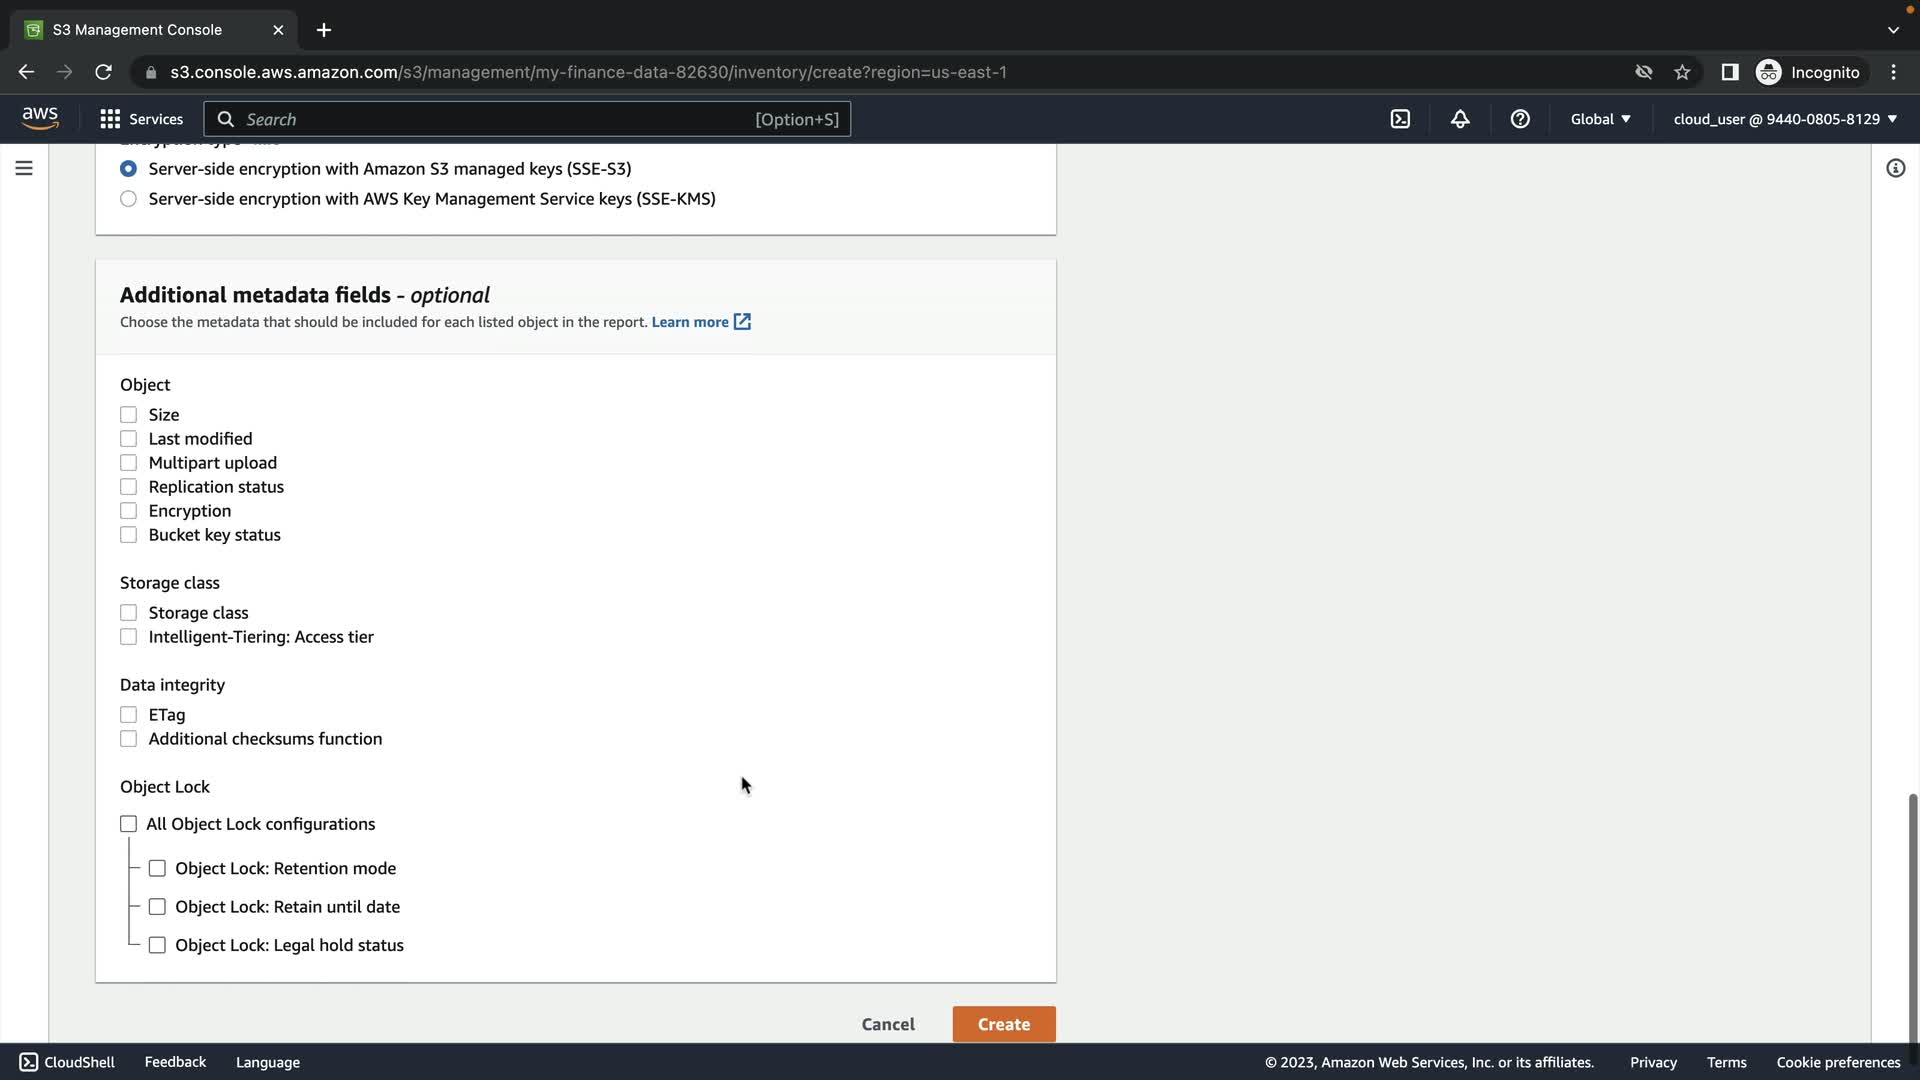 S3 Management Console
s3.console.aws.amazon.com/s3/management/my-finance-data-82630/inventory/create?region=us-east-1
Incognito
aws
Services
Search
[Option+S]
Global
cloud_user @ 9440-0805-8129
Server-side encryption with Amazon S3 managed keys (SSE-S3)
Server-side encryption with AWS Key Management Service keys (SSE-KMS)
Additional metadata fields - optional
Choose the metadata that should be included for each listed object in the report. Learn more
Object
Size
Last modified
Multipart upload
Replication status
Encryption
Bucket key status
Storage class
Storage class
Intelligent-Tiering: Access tier
Data integrity
ETag
Additional checksums function
Object Lock
All Object Lock configurations
Object Lock: Retention mode
Object Lock: Retain until date
Object Lock: Legal hold status
Cancel
Create
CloudShell
Feedback
Language
© 2023, Amazon Web Services, Inc. or its affiliates.
Privacy
Terms
Cookie preferences